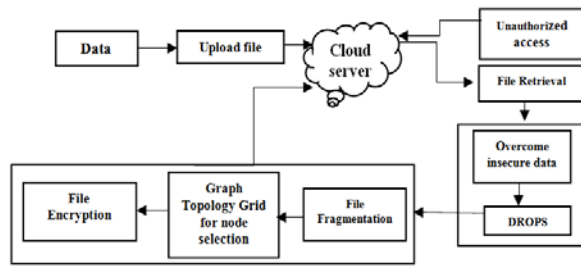 Data
Upload file
Cloud
server
Unauthorized
access
File Retrieval
Overcome
insecure data
DROPS
File
Fragmentation
Graph
Topology Grid
for node
selection
File
Encryption